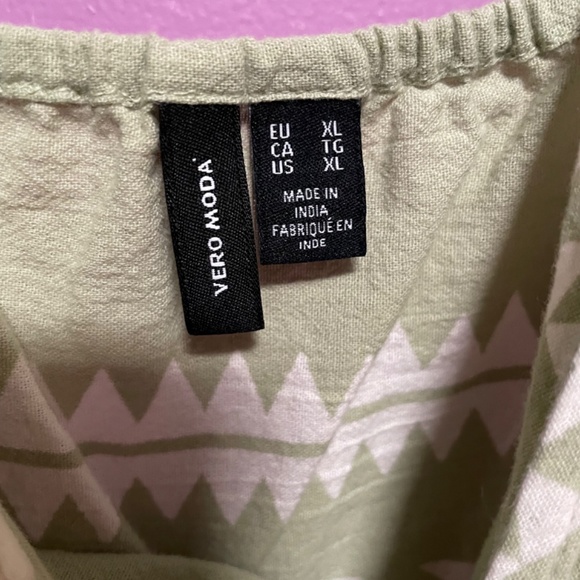 VERO MODA
EU XL
CA TG
US XL
MADE IN
INDIA
FABRIQUÉ EN
INDE